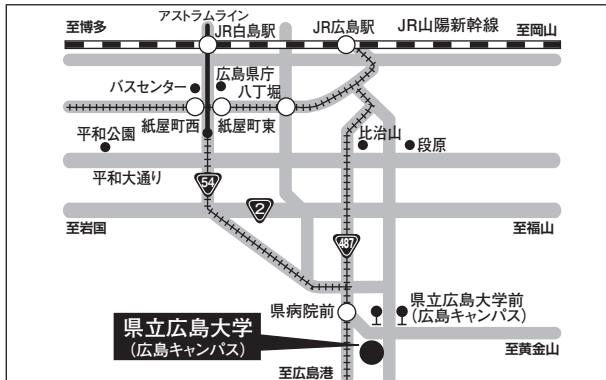 アストラムライン
至博多
JR白島駅
JR広島駅
JR山陽新幹線
至岡山
バスセンター
広島県庁
八丁堀
紙屋町西
紙屋町東
平和公園
比治山
段原
平和大通り
54
2
至岩国
至福山
487
県病院前
県立広島大学前
(広島キャンパス)
県立広島大学
(広島キャンパス)
至黄金山
至広島港